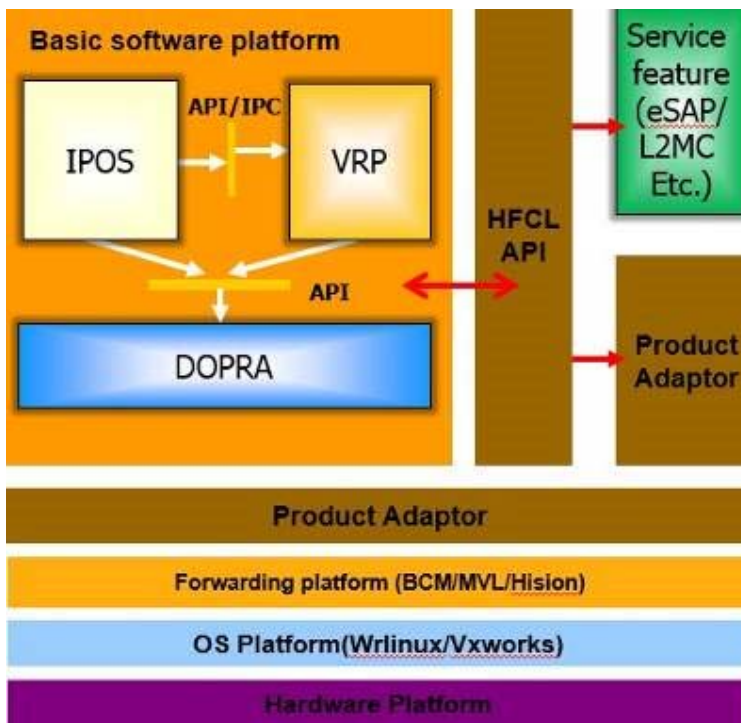 Basic software platform
API/IPC
IPOS
VRP
API
DOPRA
HFCL
API
Service
feature
(eSAP/
L2MC
Etc.)
Product
Adaptor
Product Adaptor
Forwarding platform (BCM/MVL/Hision)
OS Platform(Wrlinux/Vxworks)
Hardware Platform